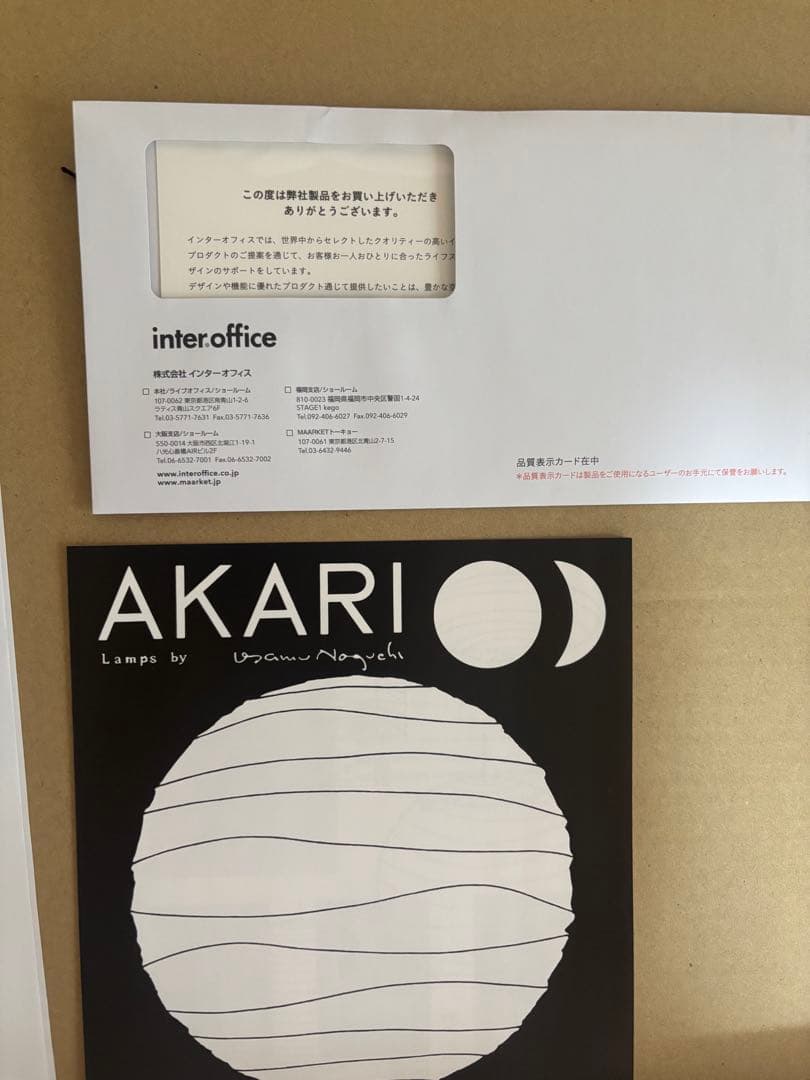 この度は弊社製品をお買い上げいただき
ありがとうございます。
インターオフィスでは、世界中からセレクトしたクオリティーの高いイ
プロダクトのご提案を通じて、お客様お一人おひとりに合ったライフス
ザインのサポートをしています。
デザインや機能に優れたプロダクト通じて提供したいことは、豊かな空
inter.office
株式会社 インターオフィス
本社/ライブオフィス/ショールーム
107-0062 東京都港区南青山1-2-6
ラティス青山スクエア6F
Tel.03-5771-7631 Fax.03-5771-7636
福岡支店/ショールーム
810-0023 福岡県福岡市中央区警固1-4-24
STAGE1 kego
Tel.092-406-6027 Fax.092-406-6029
大阪支店/ショールーム
550-0014 大阪市西区北堀江1-19-1
八光心斎橋AIRビル2F
Tel.06-6532-7001 Fax.06-6532-7002
MAARKETトーキョー
107-0061 東京都港区北青山2-7-15
Tel.03-6432-9446
www.interoffice.co.jp
www.maarket.jp
品質表示カード在中
＊品質表示カードは製品をご使用になるユーザーのお手元にて保管をお願いします。
AKARI
Lamps by Isamu Noguchi